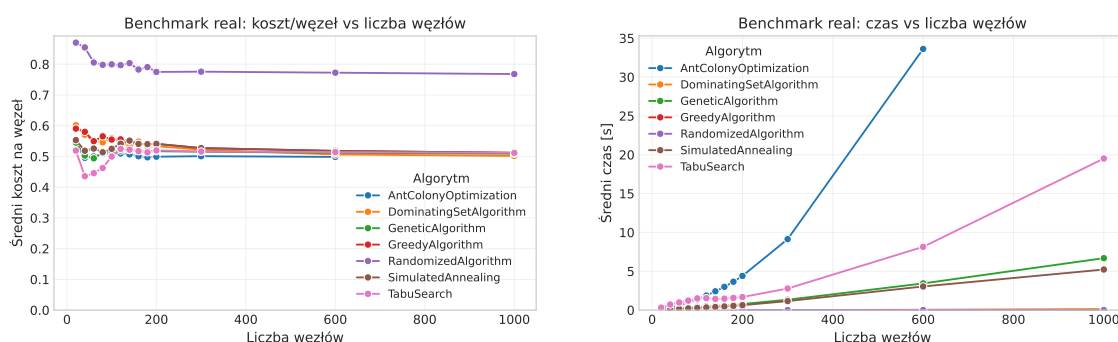 Benchmark real: koszt/węzeł vs liczba węzłów
Średni koszt na węzeł
0.8
0.7
0.6
0.5
0.4
0.3
0.2
0.1
0.0
Algorytm
AntColonyOptimization
DominatingSetAlgorithm
GeneticAlgorithm
GreedyAlgorithm
RandomizedAlgorithm
SimulatedAnnealing
TabuSearch
0 200 400 600 800 1000
Liczba węzłów
Benchmark real: czas vs liczba węzłów
Średni czas [s]
35
30
25
20
15
10
5
0
Algorytm
AntColonyOptimization
DominatingSetAlgorithm
GeneticAlgorithm
GreedyAlgorithm
RandomizedAlgorithm
SimulatedAnnealing
TabuSearch
0 200 400 600 800 1000
Liczba węzłów